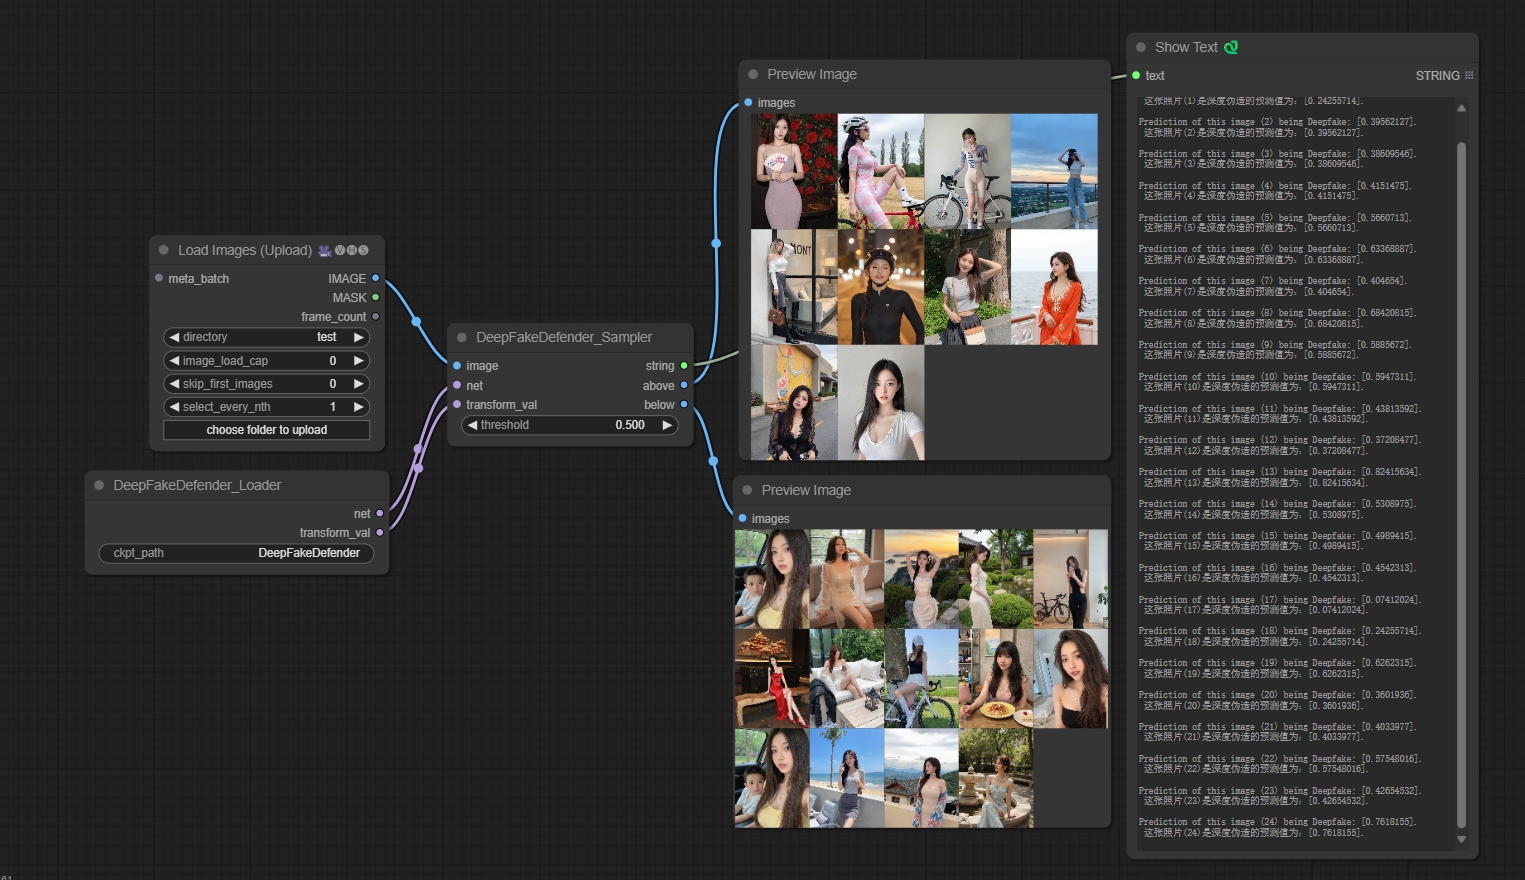 Load Images (Upload) 🎥🅥🅗🅢
meta_batch
IMAGE
MASK
frame_count
directory test
image_load_cap 0
skip_first_images 0
select_every_nth 1
choose folder to upload
DeepFakeDefender_Loader
net
transform_val
ckpt_path DeepFakeDefender
DeepFakeDefender_Sampler
image
string
net
above
transform_val
below
threshold 0.500
Preview Image
images
MONT
Preview Image
images
Show Text
text
STRING
这张照片(1)是深度伪造的预测值为: [0.24255714].
Prediction of this image (2) being Deepfake: [0.39562127].
这张照片(2)是深度伪造的预测值为: [0.39562127].
Prediction of this image (3) being Deepfake: [0.38609546].
这张照片(3)是深度伪造的预测值为: [0.38609546].
Prediction of this image (4) being Deepfake: [0.4151475].
这张照片(4)是深度伪造的预测值为: [0.4151475].
Prediction of this image (5) being Deepfake: [0.5660713].
这张照片(5)是深度伪造的预测值为: [0.5660713].
Prediction of this image (6) being Deepfake: [0.63368887].
这张照片(6)是深度伪造的预测值为: [0.63368887].
Prediction of this image (7) being Deepfake: [0.404654].
这张照片(7)是深度伪造的预测值为: [0.404654].
Prediction of this image (8) being Deepfake: [0.68420815].
这张照片(8)是深度伪造的预测值为: [0.68420815].
Prediction of this image (9) being Deepfake: [0.5885672].
这张照片(9)是深度伪造的预测值为: [0.5885672].
Prediction of this image (10) being Deepfake: [0.5947311].
这张照片(10)是深度伪造的预测值为: [0.5947311].
Prediction of this image (11) being Deepfake: [0.43813592].
这张照片(11)是深度伪造的预测值为: [0.43813592].
Prediction of this image (12) being Deepfake: [0.37208477].
这张照片(12)是深度伪造的预测值为: [0.37208477].
Prediction of this image (13) being Deepfake: [0.82415634].
这张照片(13)是深度伪造的预测值为: [0.82415634].
Prediction of this image (14) being Deepfake: [0.5308975].
这张照片(14)是深度伪造的预测值为: [0.5308975].
Prediction of this image (15) being Deepfake: [0.4989415].
这张照片(15)是深度伪造的预测值为: [0.4989415].
Prediction of this image (16) being Deepfake: [0.4542313].
这张照片(16)是深度伪造的预测值为: [0.4542313].
Prediction of this image (17) being Deepfake: [0.07412024].
这张照片(17)是深度伪造的预测值为: [0.07412024].
Prediction of this image (18) being Deepfake: [0.24255714].
这张照片(18)是深度伪造的预测值为: [0.24255714].
Prediction of this image (19) being Deepfake: [0.6262315].
这张照片(19)是深度伪造的预测值为: [0.6262315].
Prediction of this image (20) being Deepfake: [0.3601936].
这张照片(20)是深度伪造的预测值为: [0.3601936].
Prediction of this image (21) being Deepfake: [0.4033977].
这张照片(21)是深度伪造的预测值为: [0.4033977].
Prediction of this image (22) being Deepfake: [0.57548016].
这张照片(22)是深度伪造的预测值为: [0.57548016].
Prediction of this image (23) being Deepfake: [0.42654532].
这张照片(23)是深度伪造的预测值为: [0.42654532].
Prediction of this image (24) being Deepfake: [0.7618155].
这张照片(24)是深度伪造的预测值为: [0.7618155].